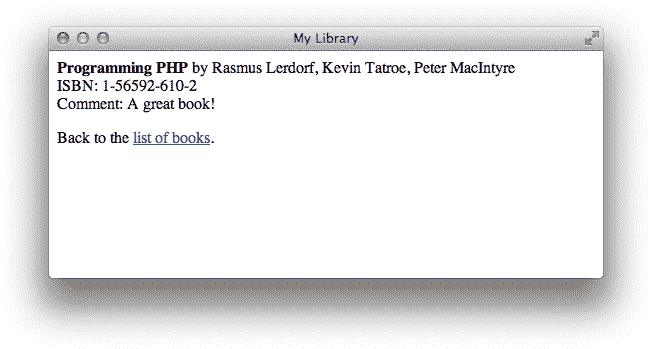 My Library
Programming PHP by Rasmus Lerdorf, Kevin Tatroe, Peter MacIntyre
ISBN: 1-56592-610-2
Comment: A great book!
Back to the list of books.